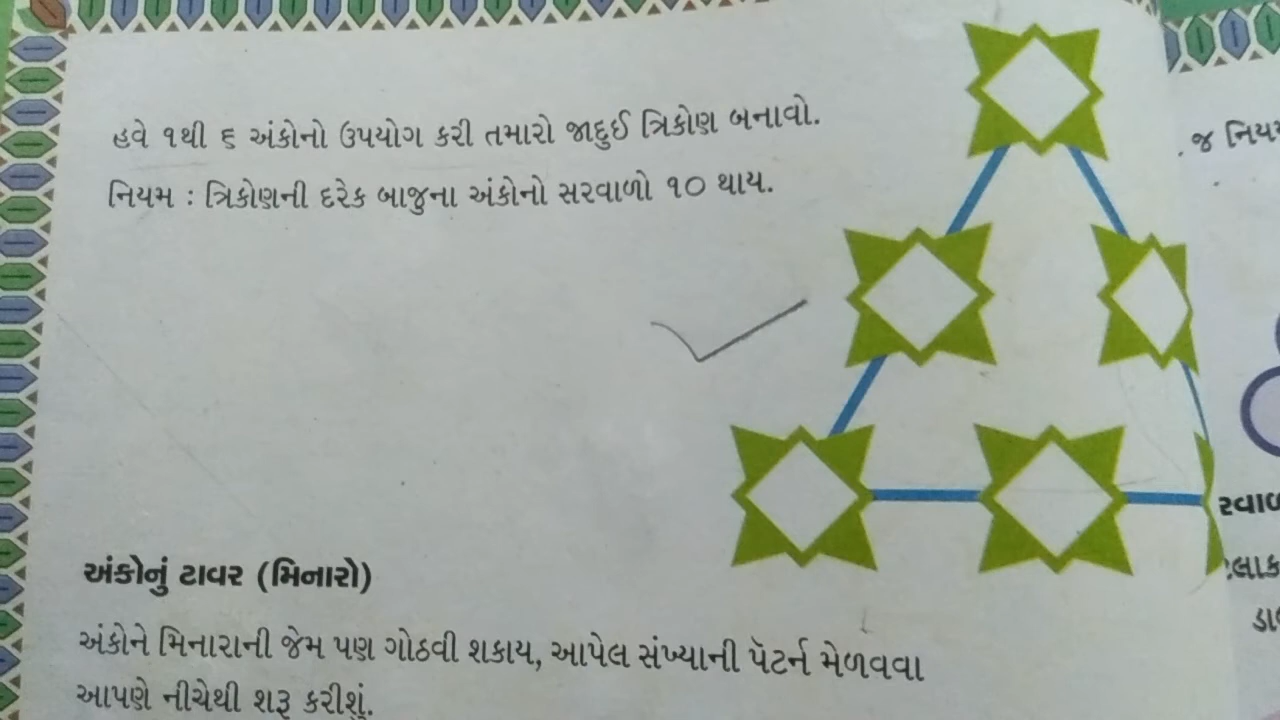 હવે ૧થી ૬ અંકોનો ઉપયોગ કરી તમારો જાદુઈ ત્રિકોણ બનાવો.
નિયમ : ત્રિકોણની દરેક બાજુના અંકોનો સરવાળો ૧૦ થાય.
અંકોનું ટાવર (મિનારો)
અંકોને મિનારાની જેમ પણ ગોઠવી શકાય, આપેલ સંખ્યાની પૅટર્ન મેળવવા
આપણે નીચેથી શરૂ કરીશું.